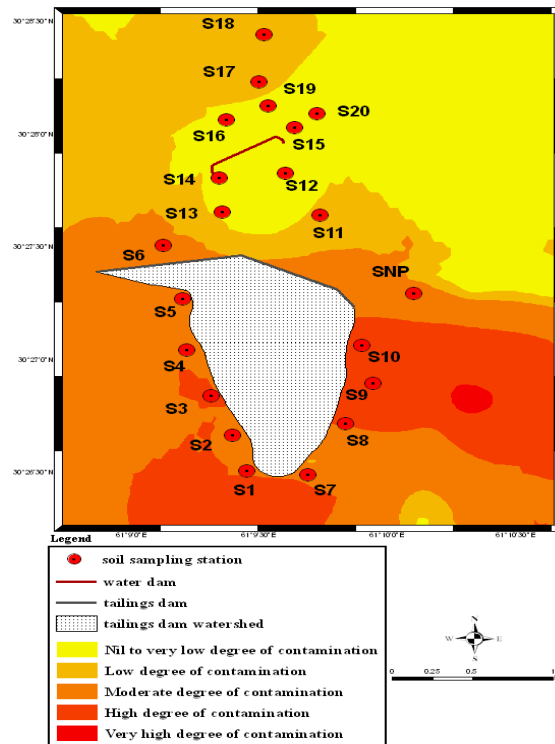 30°28'30"N
S18
S17
S19
S20
S16
30°28'0"N
S15
S14
S12
S13
S11
30°27'30"N
S6
SNP
S5
S10
30°27'0"N
S4
S9
S3
S8
S2
30°26'30"N
S1
S7
61°9'0"E
61°9'30"E
61°10'0"E
61°10'30"E
Legend
soil sampling station
water dam
tailings dam
tailings dam watershed
Nil to very low degree of contamination
Low degree of contamination
Moderate degree of contamination
High degree of contamination
Very high degree of contamination
N
W E
S
0 0.5 1